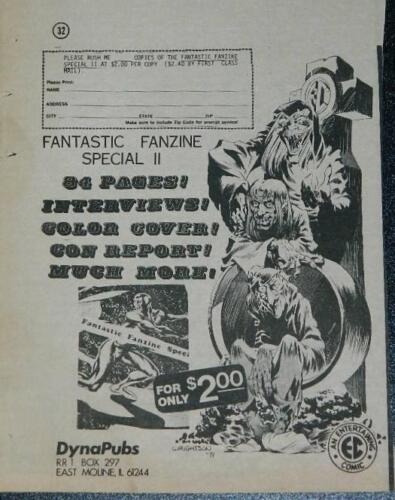 32
PLEASE RUSH ME COPIES OF THE FANTASTIC FANZINE
SPECIAL II AT $2.00 PER COPY ($2.40 BY FIRST CLASS
MAIL).
Please Print:
NAME
ADDRESS
CITY STATE ZIP
Make sure to include Zip Code for prompt service!
FANTASTIC FANZINE
SPECIAL II
84 PAGES!
INTERVIEWS!
COLOR COVER!
CON REPORT!
MUCH MORE!
Fantastic Fanzine Speci
FOR
ONLY $2.00
DynaPubs
RR 1 BOX 297
EAST MOLINE, IL 61244
WRIGHTSON
AN ENTERTAINING
EC
COMIC